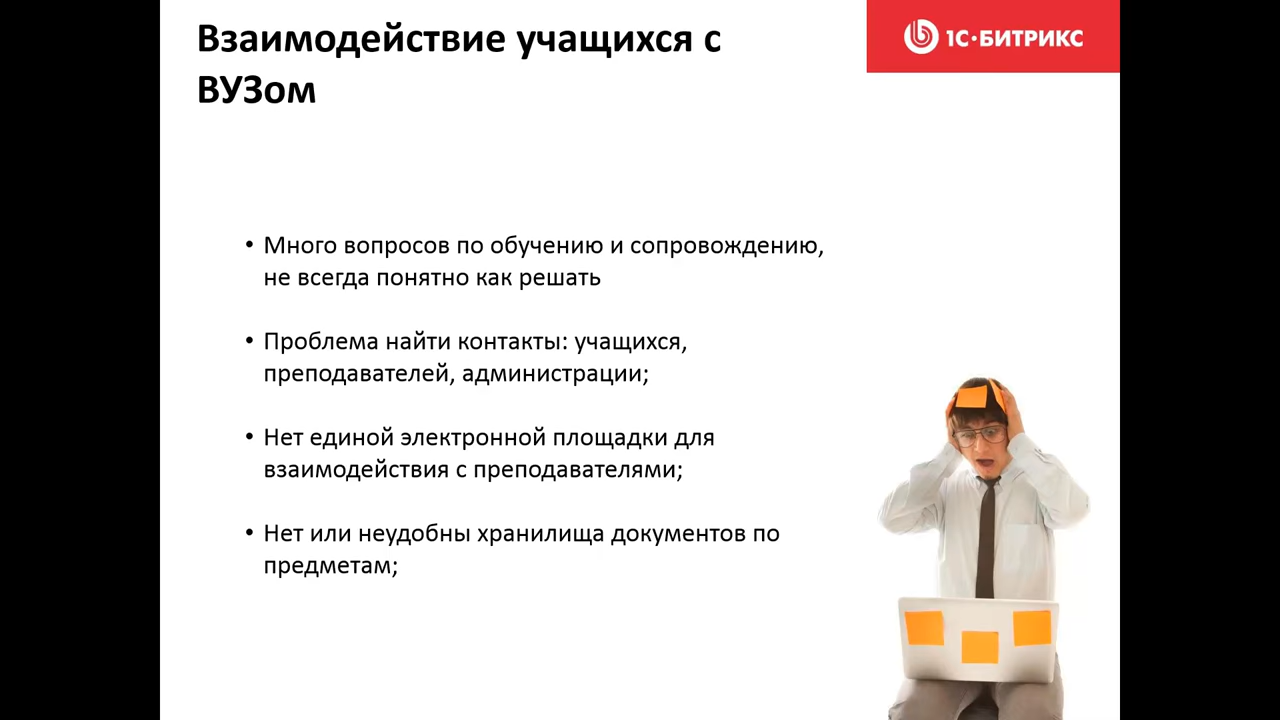 Взаимодействие учащихся с
ВУЗом
1С·БИТРИКС
• Много вопросов по обучению и сопровождению,
не всегда понятно как решать
• Проблема найти контакты: учащихся,
преподавателей, администрации;
• Нет единой электронной площадки для
взаимодействия с преподавателями;
• Нет или неудобны хранилища документов по
предметам;